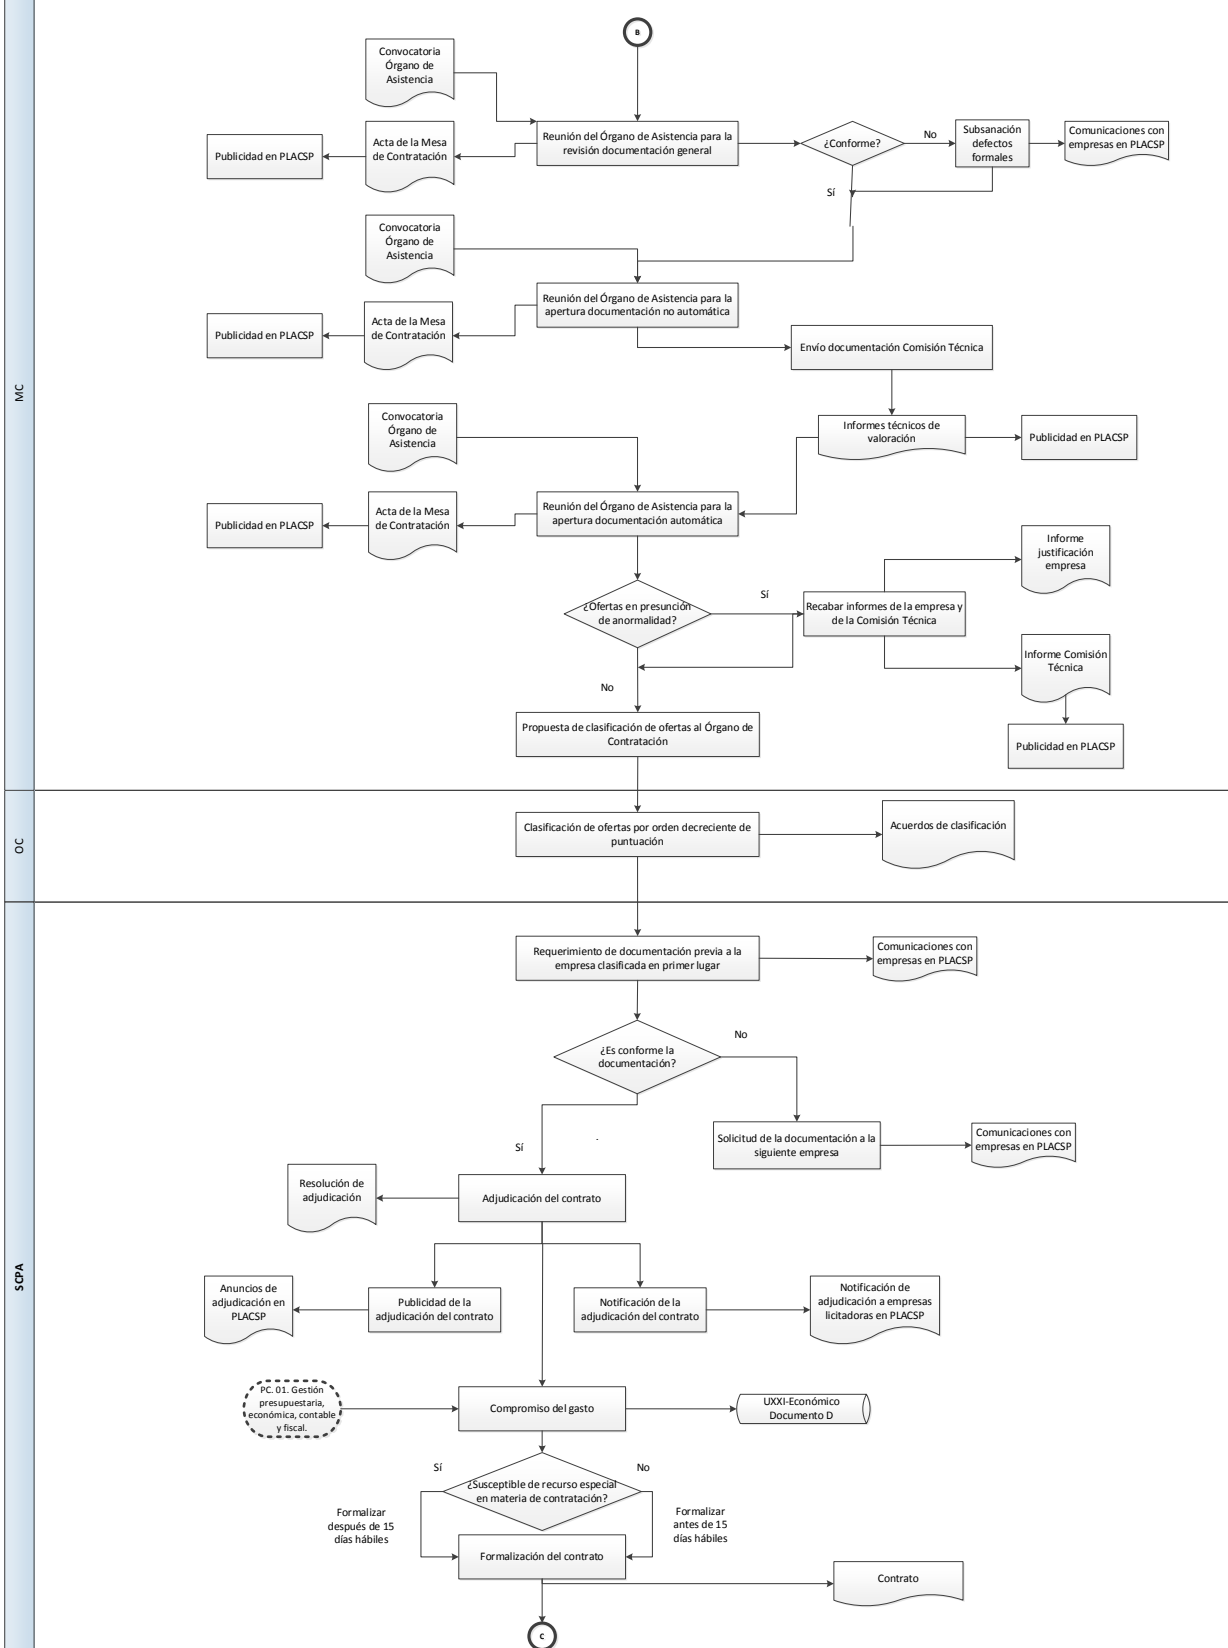 B
Convocatoria
Órgano de
Asistencia
Reunión del Órgano de Asistencia para la
revisión documentación general
Acta de la Mesa
de Contratación
Publicidad en PLACSP
¿Conforme?
No
Subsanación
defectos
formales
Comunicaciones con
empresas en PLACSP
Sí
Convocatoria
Órgano de
Asistencia
Reunión del Órgano de Asistencia para la
apertura documentación no automática
Acta de la Mesa
de Contratación
Publicidad en PLACSP
Envío documentación Comisión Técnica
MC
Convocatoria
Órgano de
Asistencia
Informes técnicos de
valoración
Publicidad en PLACSP
Reunión del Órgano de Asistencia para la
apertura documentación automática
Acta de la Mesa
de Contratación
Publicidad en PLACSP
Informe
justificación
empresa
¿Ofertas en presunción
de anormalidad?
Sí
Recabar informes de la empresa y
de la Comisión Técnica
Informe Comisión
Técnica
No
Propuesta de clasificación de ofertas al Órgano de
Contratación
Publicidad en PLACSP
OC
Clasificación de ofertas por orden decreciente de
puntuación
Acuerdos de clasificación
Requerimiento de documentación previa a la
empresa clasificada en primer lugar
Comunicaciones con
empresas en PLACSP
¿Es conforme la
documentación?
No
Solicitud de la documentación a la
siguiente empresa
Comunicaciones con
empresas en PLACSP
Sí
Resolución de
adjudicación
Adjudicación del contrato
SCPA
Anuncios de
adjudicación en
PLACSP
Publicidad de la
adjudicación del contrato
Notificación de la
adjudicación del contrato
Notificación de
adjudicación a empresas
licitadoras en PLACSP
PC. 01. Gestión
presupuestaria,
económica, contable
y fiscal.
Compromiso del gasto
UXXI-Económico
Documento D
Sí
¿Susceptible de recurso especial
en materia de contratación?
No
Formalizar
después de 15
días hábiles
Formalizar
antes de 15
días hábiles
Formalización del contrato
Contrato
C